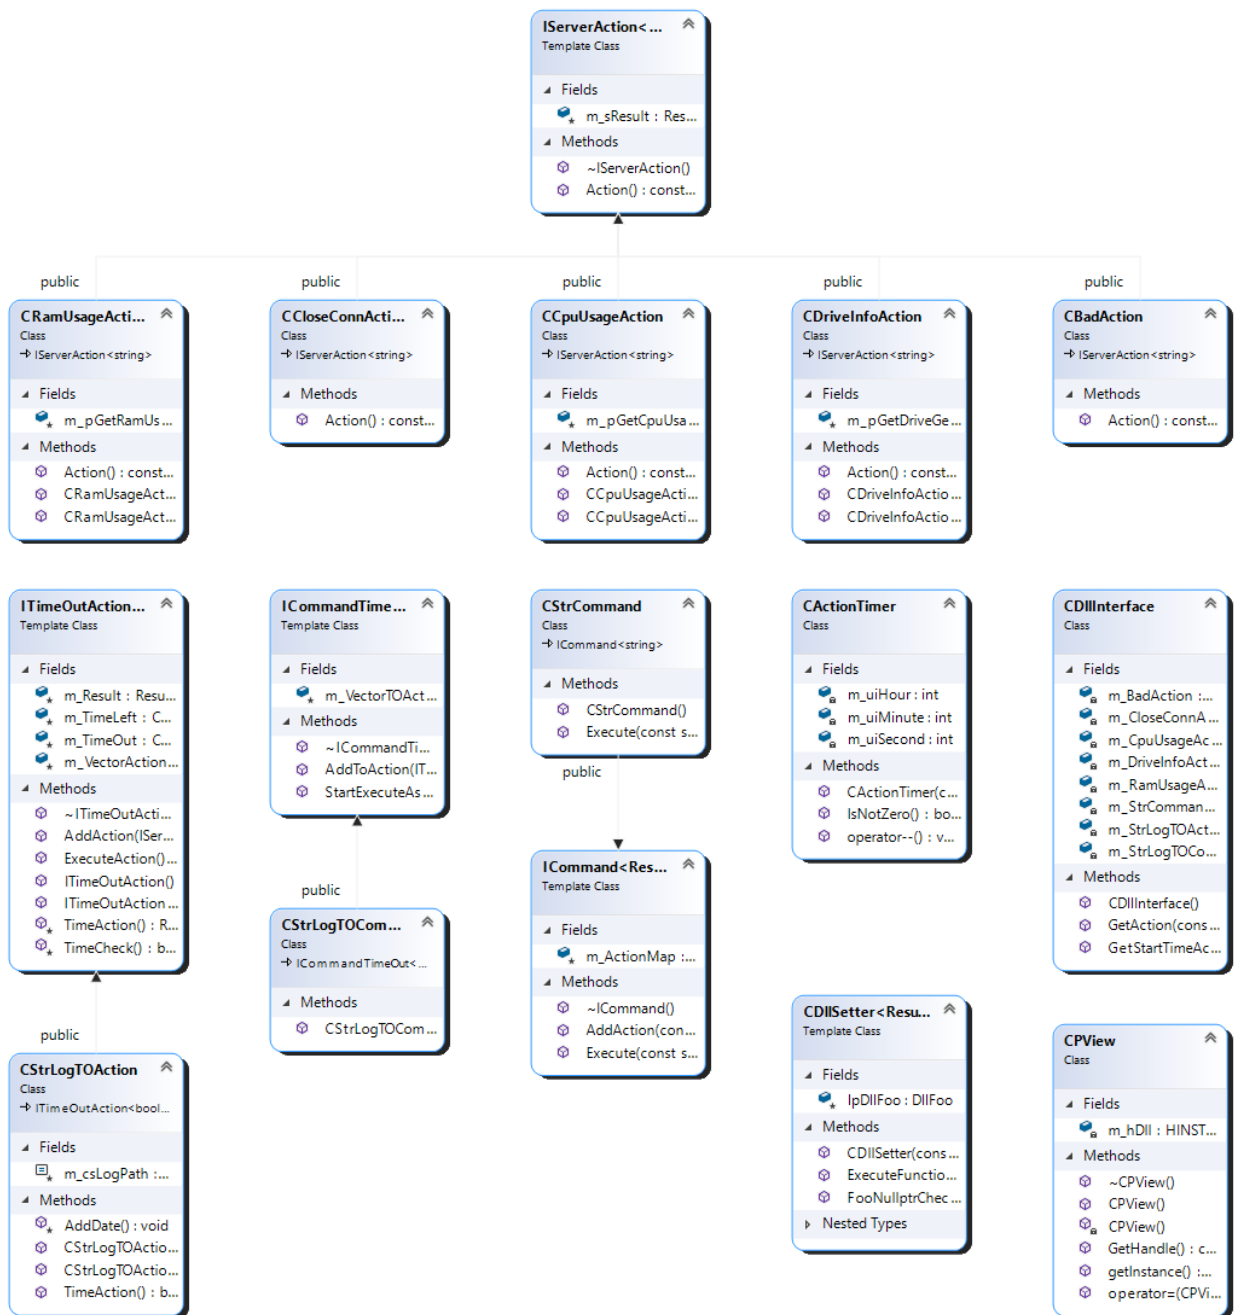 IServerAction<...
Template Class
Fields
m_sResult : Res...
Methods
~IServerAction()
Action() : const...
public
public
public
public
public
CRamUsageActi...
Class
IServerAction<string>
Fields
m_pGetRamUs...
Methods
Action() : const...
CRamUsageAct...
CRamUsageAct...
CCloseConnActi...
Class
IServerAction<string>
Methods
Action() : const...
CCpuUsageAction
Class
IServerAction<string>
Fields
m_pGetCpuUsa...
Methods
Action() : const...
CCpuUsageActi...
CCpuUsageActi...
CDriveInfoAction
Class
IServerAction<string>
Fields
m_pGetDriveGe...
Methods
Action() : const...
CDriveInfoActio...
CDriveInfoActio...
CBadAction
Class
IServerAction<string>
Methods
Action() : const...
ITimeOutAction...
Template Class
Fields
m_Result : Resu...
m_TimeLeft : C...
m_TimeOut : C...
m_VectorAction...
Methods
~ITimeOutActi...
AddAction(ISer...
ExecuteAction()...
ITimeOutAction()
ITimeOutAction...
TimeAction() : R...
TimeCheck() : b...
ICommandTime...
Template Class
Fields
m_VectorTOAct...
Methods
~ICommandTi...
AddToAction(IT...
StartExecuteAs...
CStrCommand
Class
ICommand<string>
Methods
CStrCommand()
Execute(const s...
public
CActionTimer
Class
Fields
m_uiHour : int
m_uiMinute : int
m_uiSecond : int
Methods
CActionTimer(c...
IsNotZero() : bo...
operator--() : v...
CDllInterface
Class
Fields
m_BadAction :...
m_CloseConnA...
m_CpuUsageAc...
m_DriveInfoAct...
m_RamUsageA...
m_StrComman...
m_StrLogTOAct...
m_StrLogTOCo...
Methods
CDllInterface()
GetAction(cons...
GetStartTimeAc...
ICommand<Res...
Template Class
Fields
m_ActionMap :...
Methods
~ICommand()
AddAction(con...
Execute(const s...
public
CStrLogTOCom...
Class
ICommandTimeOut<...
Methods
CStrLogTOCom...
CDllSetter<Resu...
Template Class
Fields
lpDllFoo : DllFoo
Methods
CDllSetter(cons...
ExecuteFunctio...
FooNullptrChec...
Nested Types
CPView
Class
Fields
m_hDll : HINST...
Methods
~CPView()
CPView()
CPView()
GetHandle() : c...
getInstance() :...
operator=(CPVi...
public
CStrLogTOAction
Class
ITimeOutAction<bool...
Fields
m_csLogPath :...
Methods
AddDate() : void
CStrLogTOActio...
CStrLogTOActio...
TimeAction() : b...